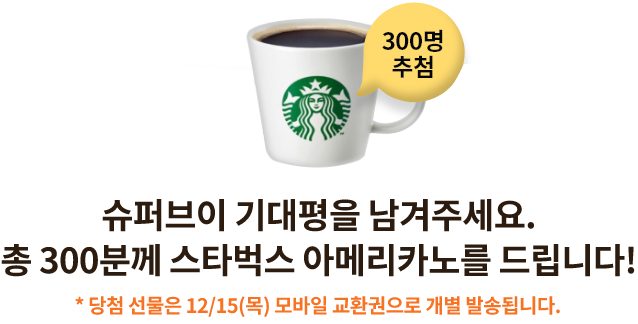 300명
추첨
슈퍼브이 기대평을 남겨주세요.
총 300분께 스타벅스 아메리카노를 드립니다!
* 당첨 선물은 12/15(목) 모바일 교환권으로 개별 발송됩니다.